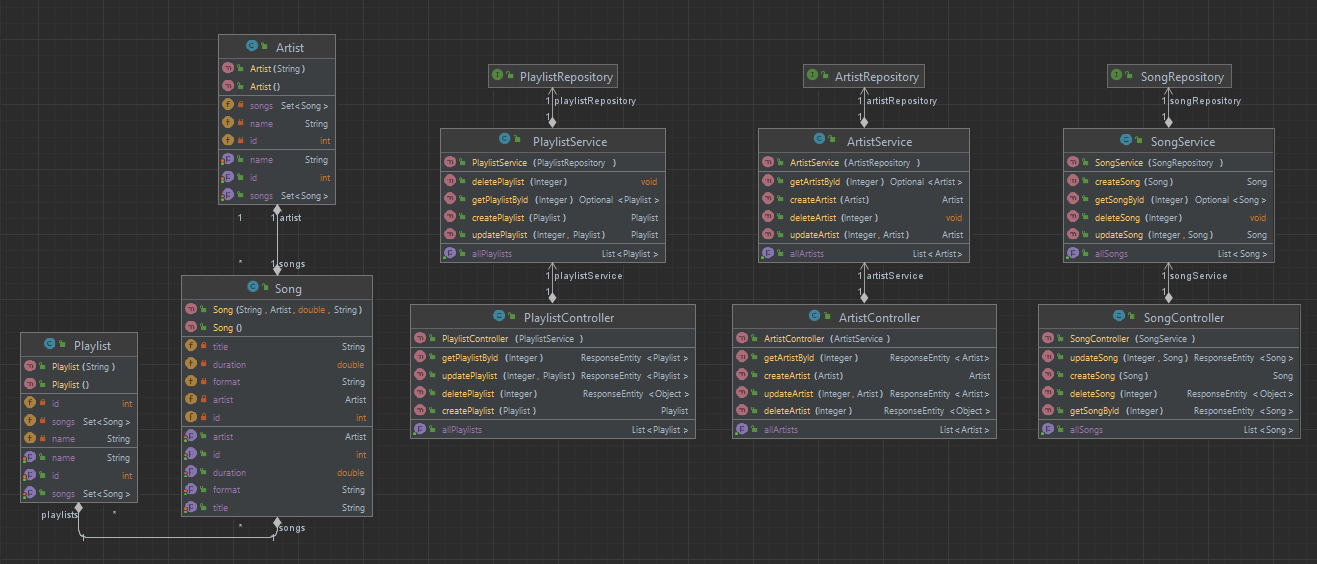 Artist
Artist (String)
Artist ()
songs Set<Song>
name String
id int
name String
id int
songs Set<Song>
1 1 artist
* 1 songs
Song
Song (String, Artist, double, String)
Song ()
title String
duration double
format String
artist Artist
id int
artist Artist
id int
duration double
format String
title String
* songs
Playlist
Playlist (String)
Playlist ()
id int
songs Set<Song>
name String
name String
id int
songs Set<Song>
playlists *
PlaylistRepository
1 playlistRepository
1
PlaylistService
PlaylistService (PlaylistRepository)
deletePlaylist (Integer) void
getPlaylistById (Integer) Optional <Playlist>
createPlaylist (Playlist) Playlist
updatePlaylist (Integer, Playlist) Playlist
allPlaylists List<Playlist>
1 playlistService
1
PlaylistController
PlaylistController (PlaylistService)
getPlaylistById (Integer) ResponseEntity <Playlist>
updatePlaylist (Integer, Playlist) ResponseEntity <Playlist>
deletePlaylist (Integer) ResponseEntity <Object>
createPlaylist (Playlist) Playlist
allPlaylists List<Playlist>
ArtistRepository
1 artistRepository
1
ArtistService
ArtistService (ArtistRepository)
getArtistById (Integer) Optional <Artist>
createArtist (Artist) Artist
deleteArtist (Integer) void
updateArtist (Integer, Artist) Artist
allArtists List<Artist>
1 artistService
1
ArtistController
ArtistController (ArtistService)
getArtistById (Integer) ResponseEntity <Artist>
createArtist (Artist) Artist
updateArtist (Integer, Artist) ResponseEntity <Artist>
deleteArtist (Integer) ResponseEntity <Object>
allArtists List<Artist>
SongRepository
1 songRepository
1
SongService
SongService (SongRepository)
createSong (Song) Song
getSongById (Integer) Optional <Song>
deleteSong (Integer) void
updateSong (Integer, Song) Song
allSongs List<Song>
1 songService
1
SongController
SongController (SongService)
updateSong (Integer, Song) ResponseEntity <Song>
createSong (Song) Song
deleteSong (Integer) ResponseEntity <Object>
getSongById (Integer) ResponseEntity <Song>
allSongs List<Song>